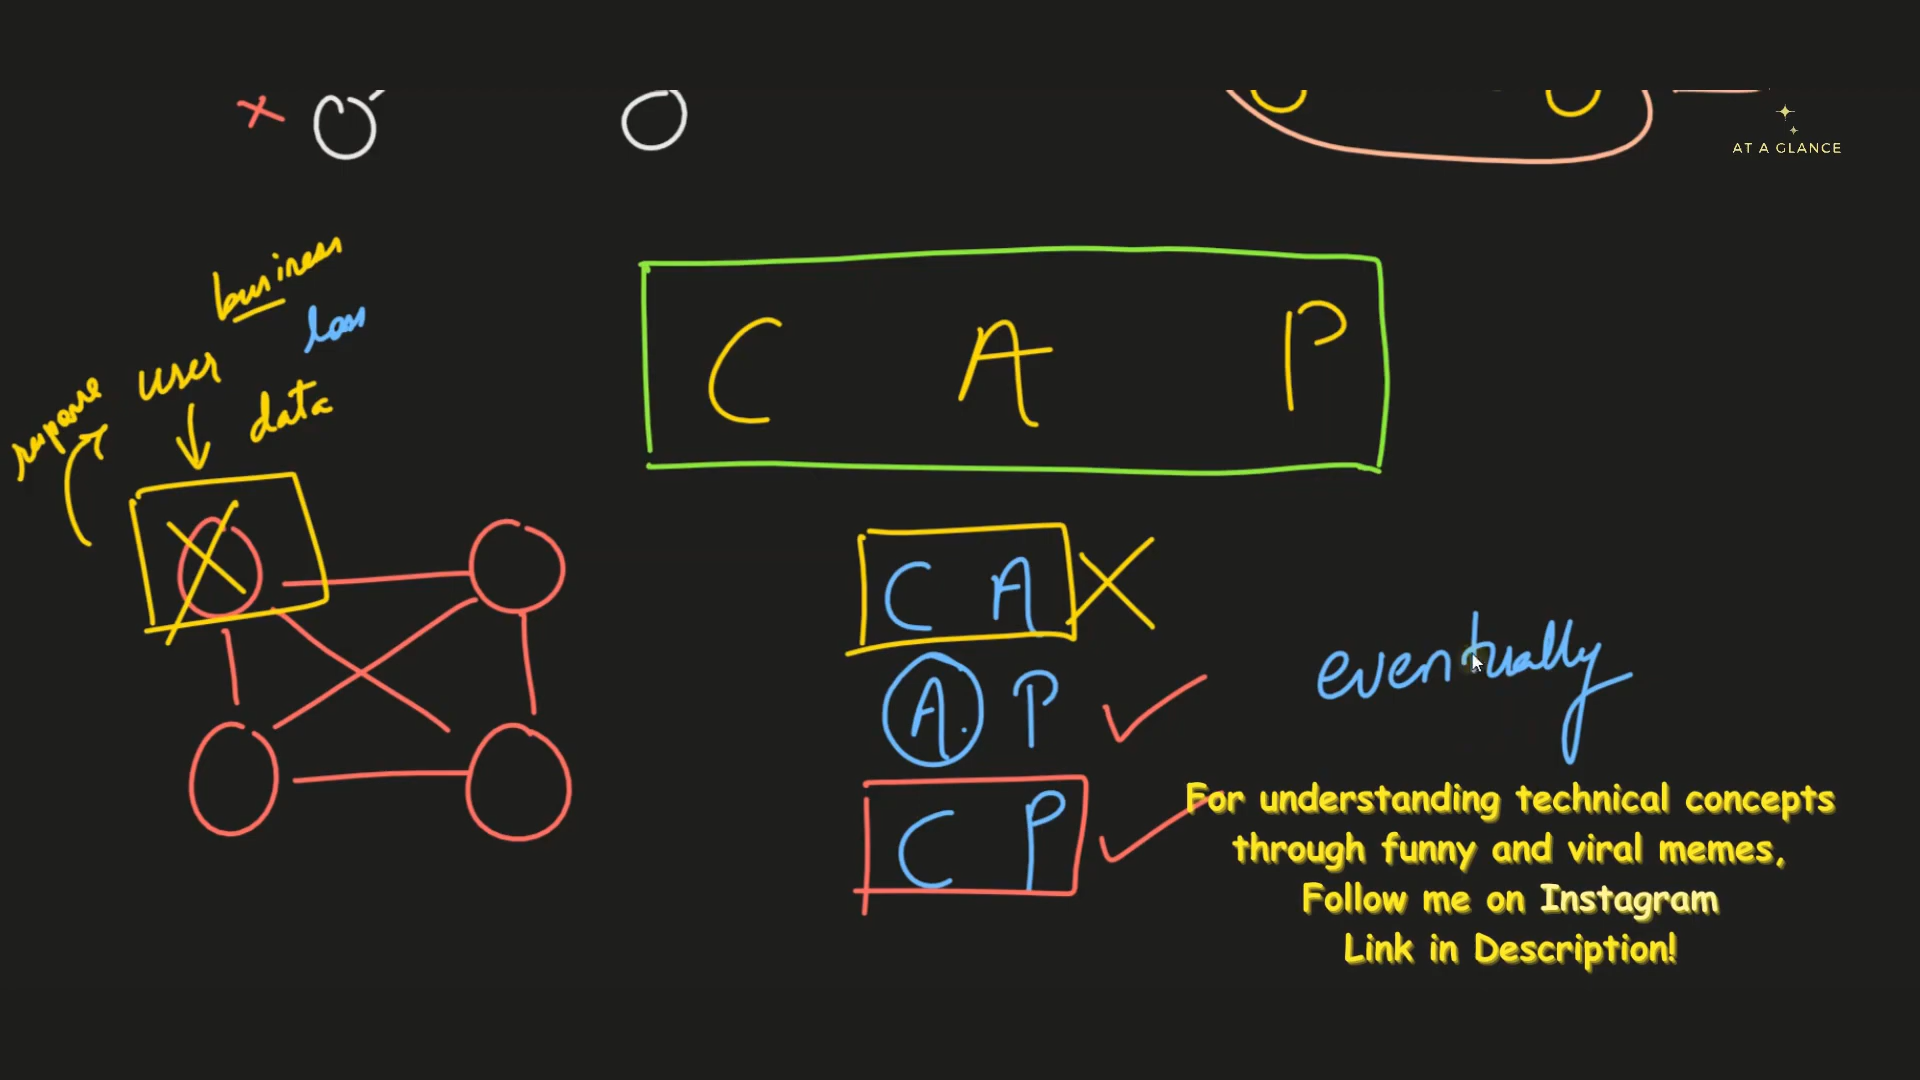 AT A GLANCE
business
loss
response user
data
C A P
C A
A. P
eventually
C P
For understanding technical concepts
through funny and viral memes,
Follow me on Instagram
Link in Description!